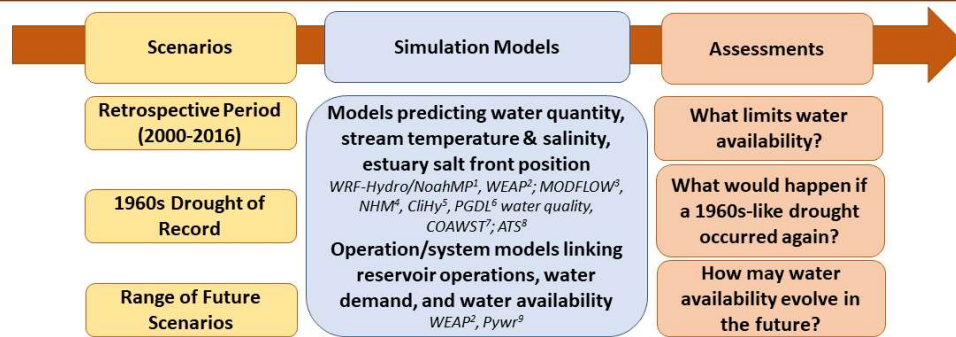 Scenarios
Simulation Models
Assessments
Retrospective Period
(2000-2016)
1960s Drought of
Record
Range of Future
Scenarios
Models predicting water quantity,
stream temperature & salinity,
estuary salt front position
WRF-Hydro/NoahMP¹, WEAP²; MODFLOW³,
NHM⁴, CliHy⁵, PGDL⁶ water quality,
COAWST⁷; ATS⁸
Operation/system models linking
reservoir operations, water
demand, and water availability
WEAP², Pywr⁹
What limits water
availability?
What would happen if
a 1960s-like drought
occurred again?
How may water
availability evolve in
the future?